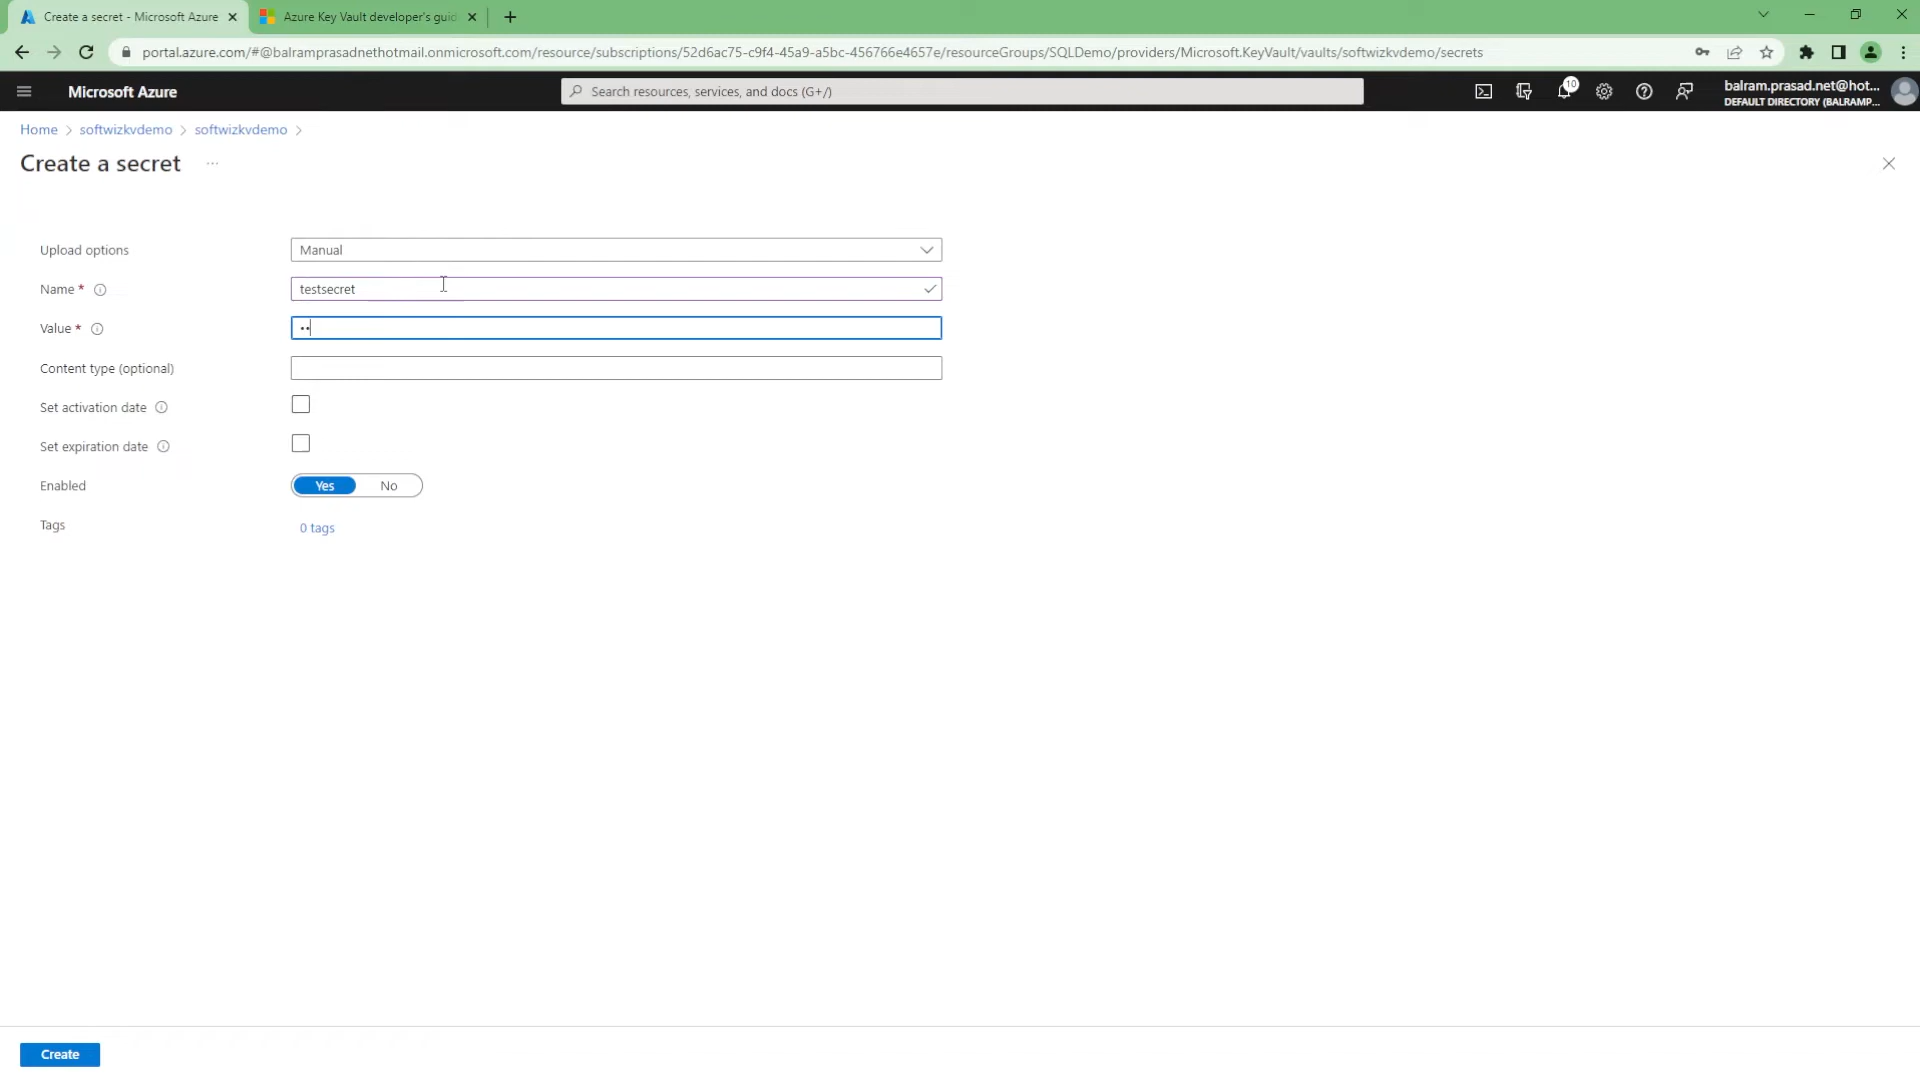 Create a secret - Microsoft Azure
Azure Key Vault developer's guid
portal.azure.com/#@balramprasadnethotmail.onmicrosoft.com/resource/subscriptions/52d6ac75-c9f4-45a9-a5bc-456766e4657e/resourceGroups/SQLDemo/providers/Microsoft.KeyVault/vaults/softwizkvdemo/secrets
Microsoft Azure
Search resources, services, and docs (G+/)
10
balram.prasad.net@hot...
DEFAULT DIRECTORY (BALRAMP...
Home > softwizkvdemo > softwizkvdemo >
Create a secret ...
Upload options
Manual
Name *
testsecret
Value *
••
Content type (optional)
Set activation date
Set expiration date
Enabled
Yes No
Tags
0 tags
Create